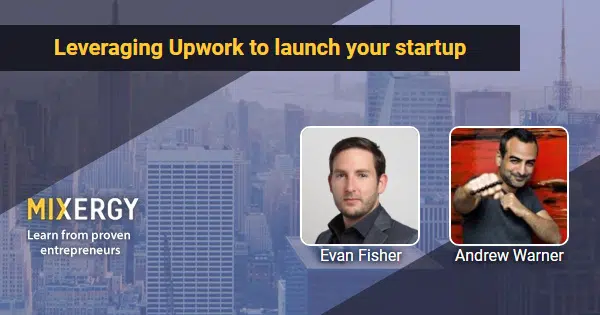 Leveraging Upwork to launch your startup
MIXERGY
Learn from proven
entrepreneurs
Evan Fisher
Andrew Warner